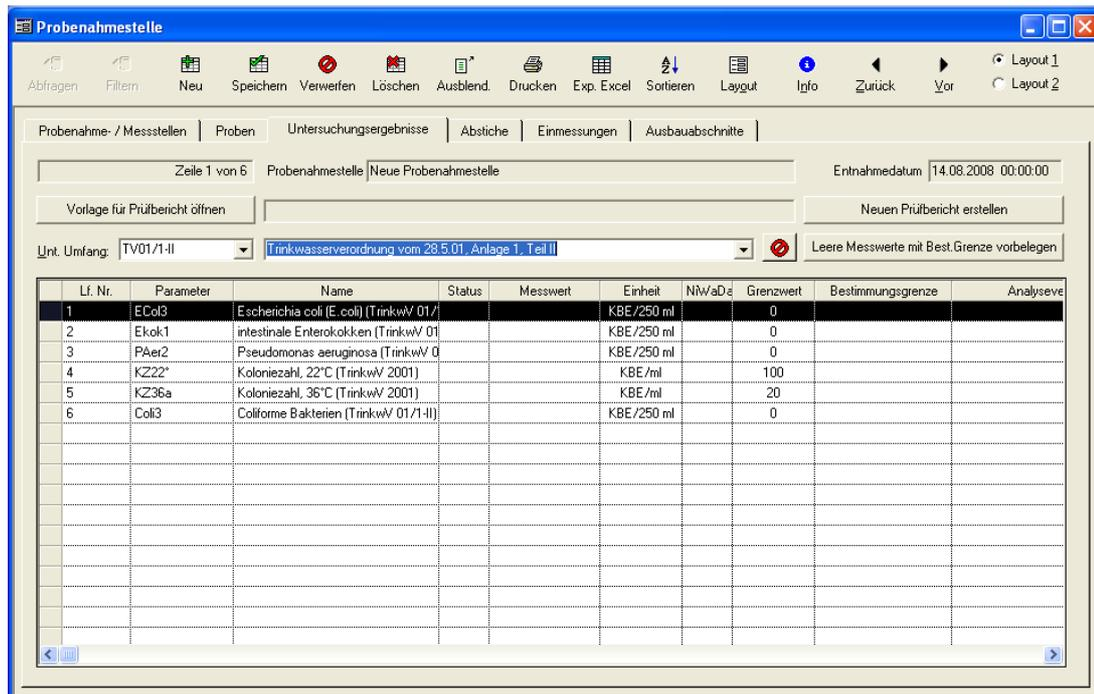 Probenahmestelle
Abfragen Filtern Neu Speichern Verwerfen Löschen Ausblend. Drucken Exp. Excel Sortieren Layout Info Zurück Vor
Layout 1
Layout 2
Probenahme- / Messstellen Proben Untersuchungsergebnisse Abstiche Einmessungen Ausbauabschnitte
Zeile 1 von 6 Probenahmestelle Neue Probenahmestelle Entnahmedatum 14.08.2008 00:00:00
Vorlage für Prüfbericht öffnen Neuen Prüfbericht erstellen
Unt. Umfang: TV01/1-II Trinkwasserverordnung vom 28.5.01, Anlage 1, Teil II Leere Messwerte mit Best.Grenze vorbelegen
Lf. Nr. Parameter Name Status Messwert Einheit NiWaDa Grenzwert Bestimmungsgrenze Analyseve
1 ECol3 Escherichia coli (E.coli) (TrinkwV 01/ KBE/250 ml 0
2 Ekok1 intestinale Enterokokken (TrinkwV 01 KBE/250 ml 0
3 PAer2 Pseudomonas aeruginosa (TrinkwV 0 KBE/250 ml 0
4 KZ22° Koloniezahl, 22°C (TrinkwV 2001) KBE/ml 100
5 KZ36a Koloniezahl, 36°C (TrinkwV 2001) KBE/ml 20
6 Coli3 Coliforme Bakterien (TrinkwV 01/1-II) KBE/250 ml 0